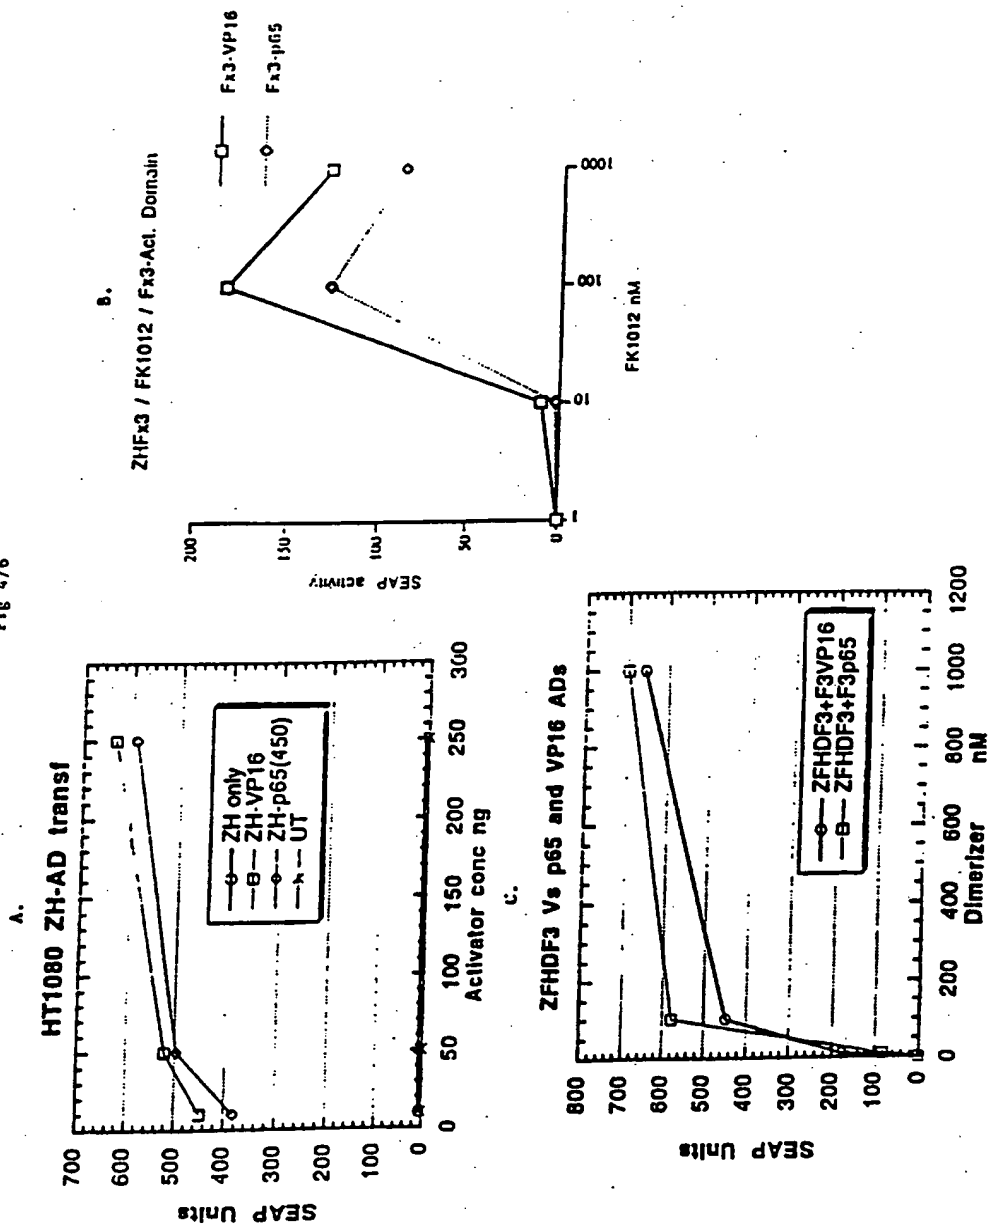 Fig 4/6
A.
HT1080 ZH-AD transf
SEAP Units
700
600
500
400
300
200
100
0
ZH only
ZH-VP16
ZH-p65(450)
UT
0
50
100
150
200
250
300
Activator conc ng
B.
ZHFx3 / FK1012 / Fx3-Act. Domain
SEAP activity
200
150
100
50
0
1
10
100
1000
FK1012 nM
Fx3-VP16
Fx3-p65
C.
ZFHDF3 Vs p65 and VP16 ADs
SEAP Units
800
700
600
500
400
300
200
100
0
ZFHDF3+F3VP16
ZFHDF3+F3p65
0
200
400
600
800
1000
1200
Dimerizer
nM